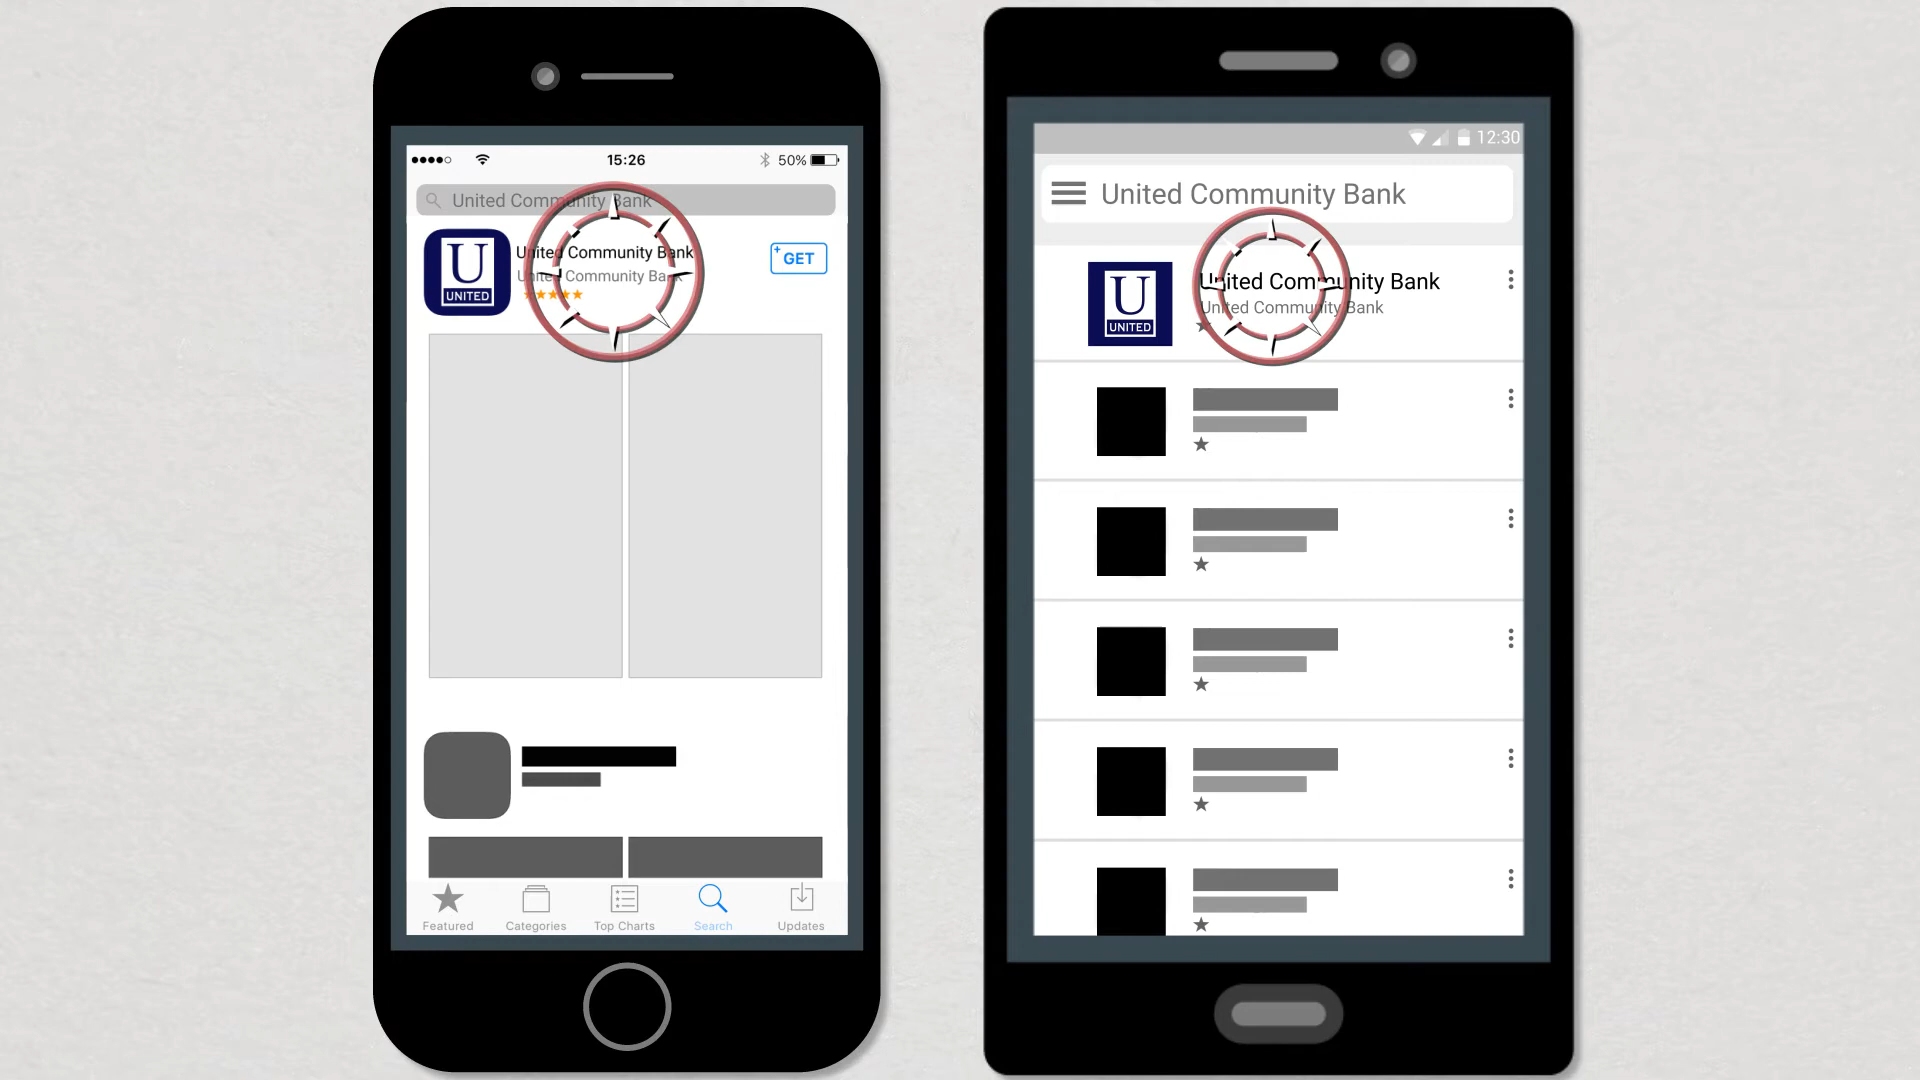 15:26
50%
United Community Bank
U
UNITED
United Community Bank
United Community Bank
GET
Featured
Categories
Top Charts
Search
Updates
12:30
United Community Bank
U
UNITED
United Community Bank
United Community Bank